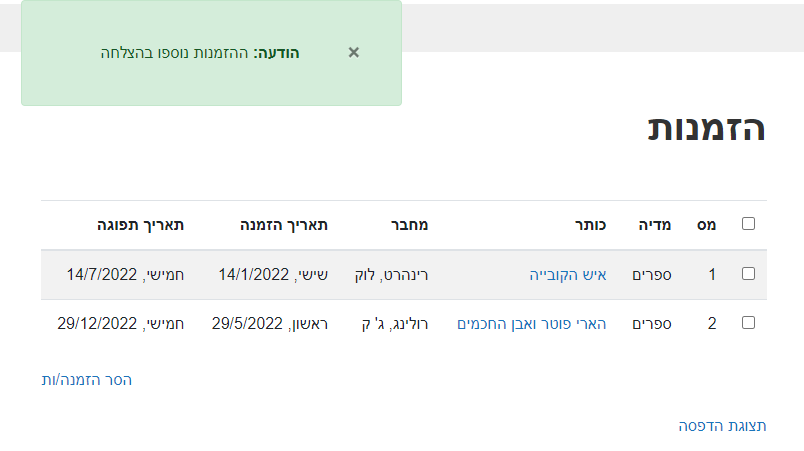 × הודעה: ההזמנות נוספו בהצלחה
הזמנות
מס מדיה כותר מחבר תאריך הזמנה תאריך תפוגה
1 ספרים איש הקובייה רינהרט, לוק שישי, 14/1/2022 חמישי, 14/7/2022
2 ספרים הארי פוטר ואבן החכמים רולינג, ג' ק ראשון, 29/5/2022 חמישי, 29/12/2022
הסר הזמנה/ות
תצוגת הדפסה